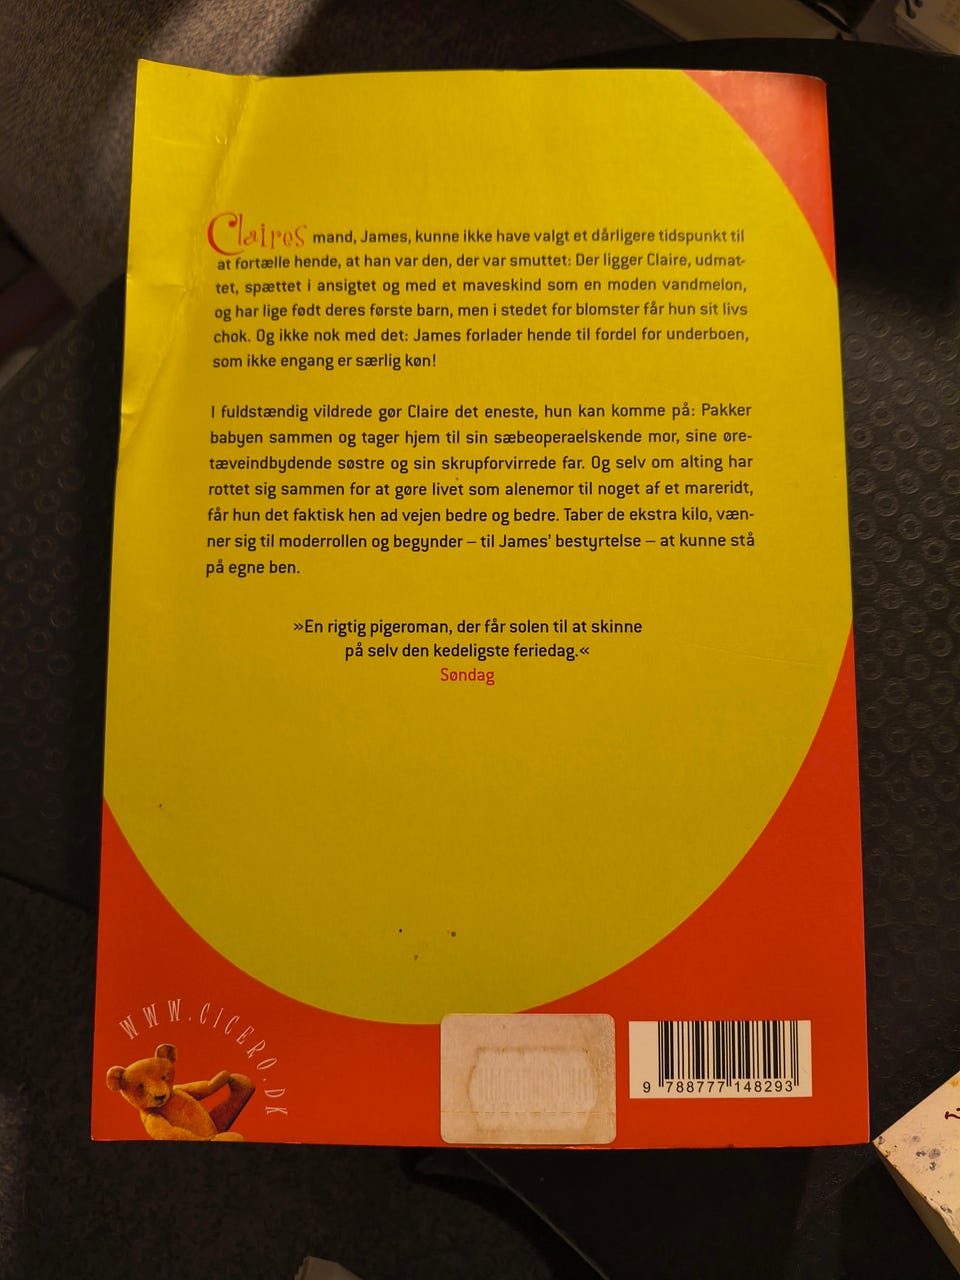 Claires mand, James, kunne ikke have valgt et dårligere tidspunkt til
at fortælle hende, at han var den, der var smuttet: Der ligger Claire, udmat-
tet, spættet i ansigtet og med et maveskind som en moden vandmelon,
og har lige født deres første barn, men i stedet for blomster får hun sit livs
chok. Og ikke nok med det: James forlader hende til fordel for underboen,
som ikke engang er særlig køn!
I fuldstændig vildrede gør Claire det eneste, hun kan komme på: Pakker
babyen sammen og tager hjem til sin sæbeoperaelskende mor, sine øre-
tæveindbydende søstre og sin skrupforvirrede far. Og selv om alting har
rottet sig sammen for at gøre livet som alenemor til noget af et mareridt,
får hun det faktisk hen ad vejen bedre og bedre. Taber de ekstra kilo, væn-
ner sig til moderrollen og begynder – til James’ bestyrtelse – at kunne stå
på egne ben.
»En rigtig pigeroman, der får solen til at skinne
på selv den kedeligste feriedag.«
Søndag
WWW.CICERO.DK
9 788777 148293